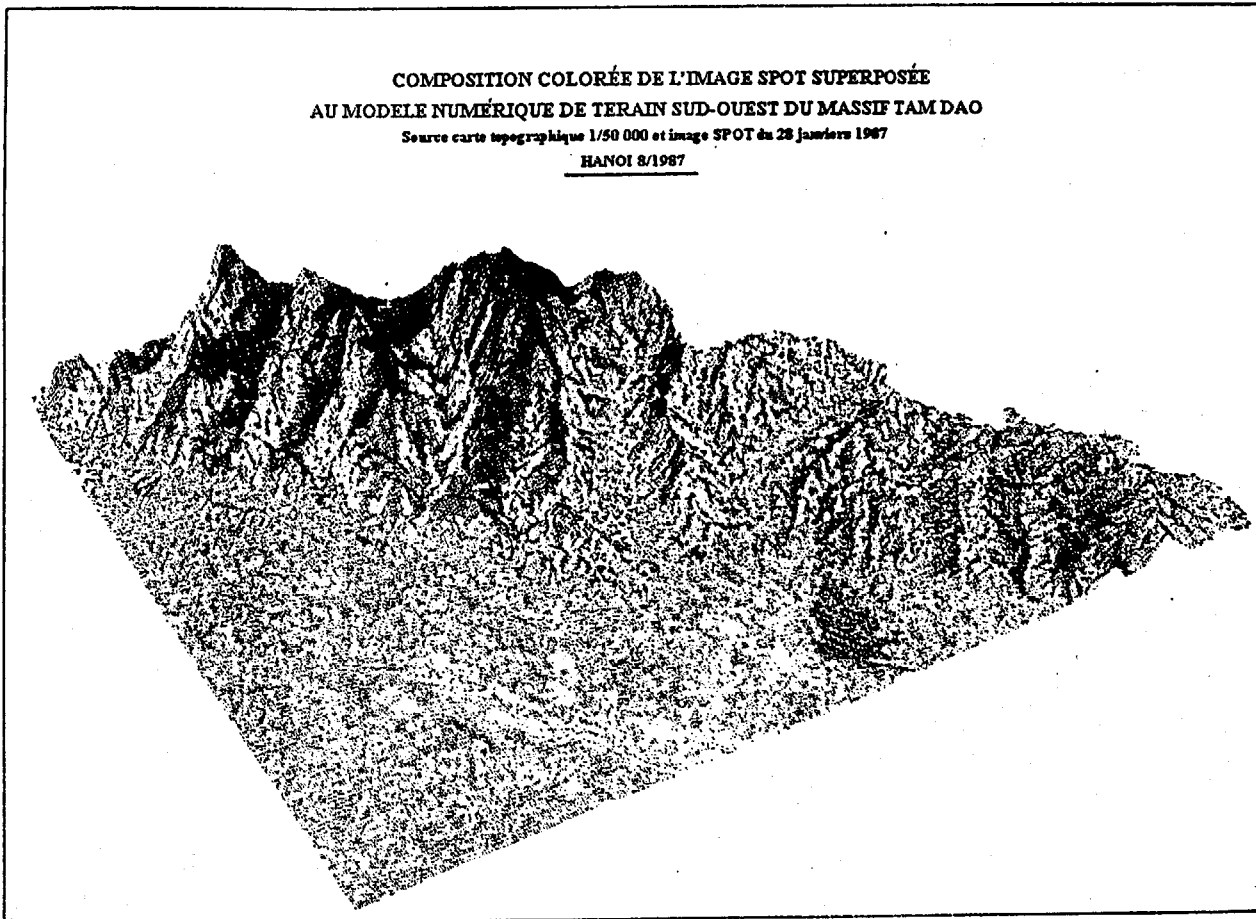 COMPOSITION COLORÉE DE L'IMAGE SPOT SUPERPOSÉE
AU MODELE NUMÉRIQUE DE TERAIN SUD-OUEST DU MASSIF TAM DAO
Source carte topographique 1/50 000 et image SPOT du 28 janviers 1987
HANOI 8/1987